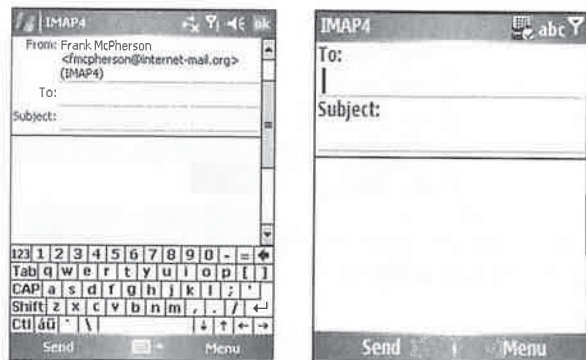 IMAP4 ok
From: Frank McPherson
<fmcpherson@internet-mail.org>
(IMAP4)
To:
Subject:
123 1 2 3 4 5 6 7 8 9 0 - =
Tab q w e r t y u i o p [ ]
CAP a s d f g h j k l ; '
Shift z x c v b n m , . /
Ctl áü ` \
Send Menu
IMAP4 abc
To:
Subject:
Send Menu